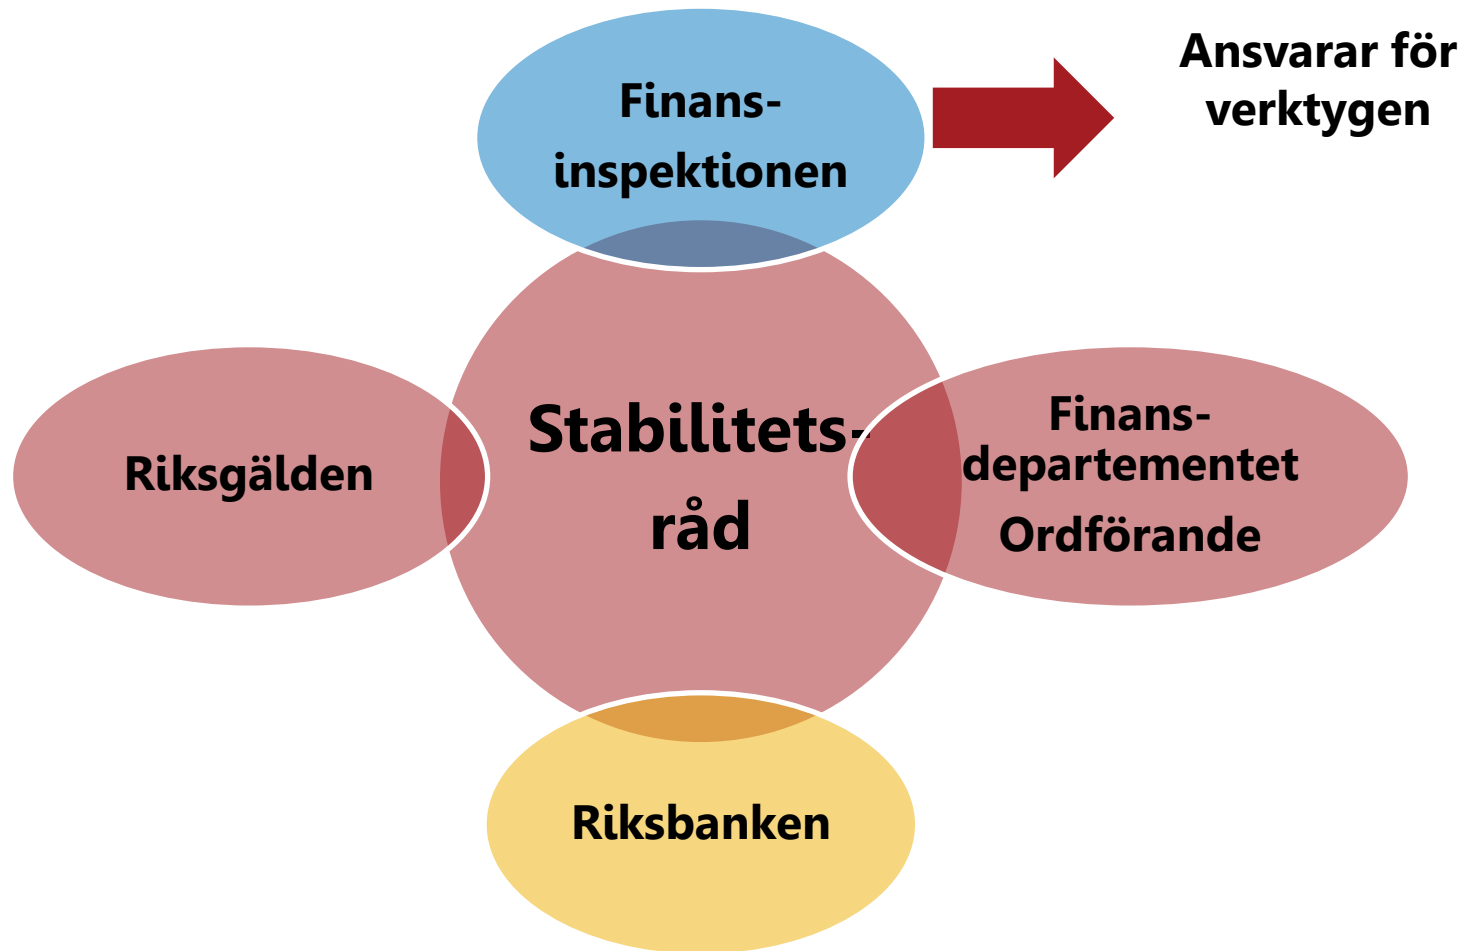 Finans-
inspektionen
Ansvarar för
verktygen
Stabilitets-
råd
Riksgälden
Finans-
departementet
Ordförande
Riksbanken